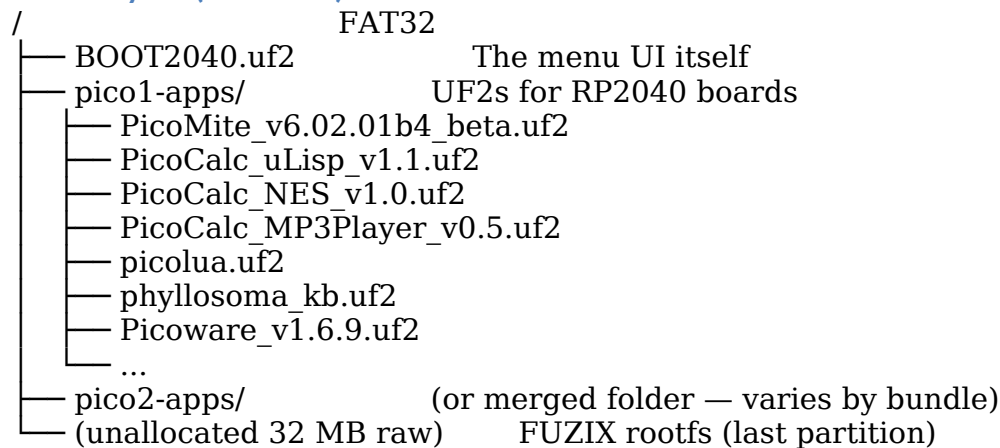 / FAT32
├── BOOT2040.uf2 The menu UI itself
├── pico1-apps/ UF2s for RP2040 boards
│ ├── PicoMite_v6.02.01b4_beta.uf2
│ ├── PicoCalc_uLisp_v1.1.uf2
│ ├── PicoCalc_NES_v1.0.uf2
│ ├── PicoCalc_MP3Player_v0.5.uf2
│ ├── picolua.uf2
│ ├── phyllosoma_kb.uf2
│ ├── Picoware_v1.6.9.uf2
│ └── ...
├── pico2-apps/ (or merged folder — varies by bundle)
└── (unallocated 32 MB raw) FUZIX rootfs (last partition)